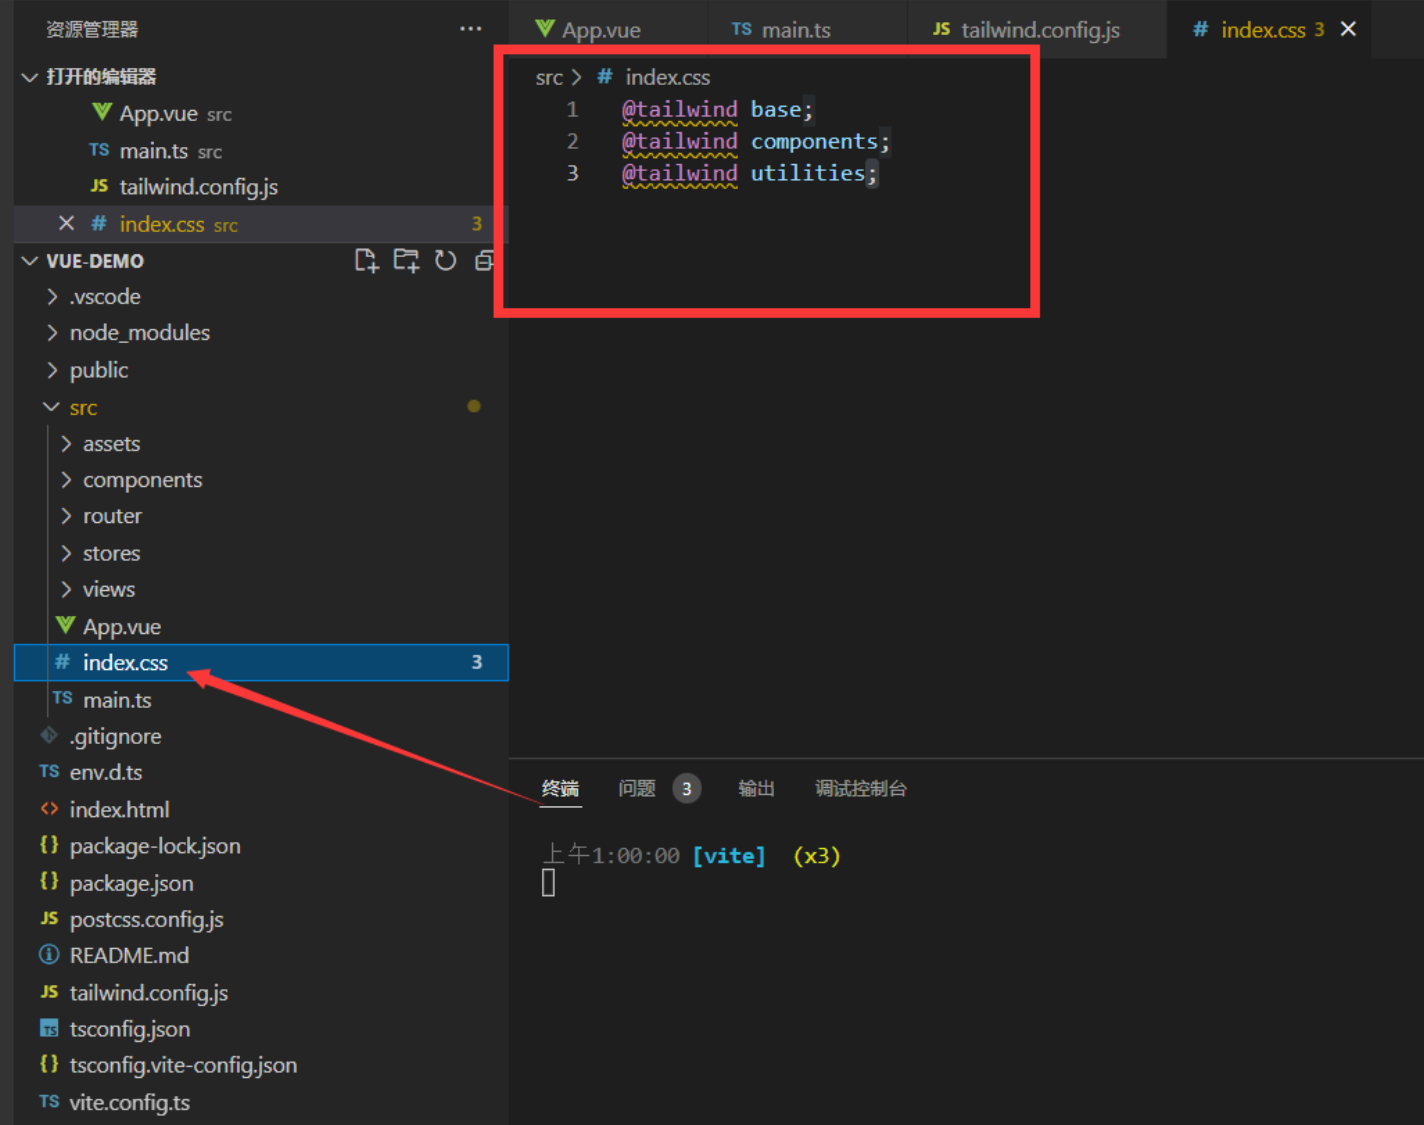 资源管理器
打开的编辑器
App.vue src
TS main.ts src
JS tailwind.config.js
# index.css src 3
VUE-DEMO
.vscode
node_modules
public
src
assets
components
router
stores
views
App.vue
# index.css 3
TS main.ts
.gitignore
TS env.d.ts
<> index.html
{} package-lock.json
{} package.json
JS postcss.config.js
README.md
JS tailwind.config.js
TS tsconfig.json
{} tsconfig.vite-config.json
TS vite.config.ts
App.vue TS main.ts JS tailwind.config.js # index.css 3
src > # index.css
1 @tailwind base;
2 @tailwind components;
3 @tailwind utilities;
终端 问题 3 输出 调试控制台
上午1:00:00 [vite] (x3)